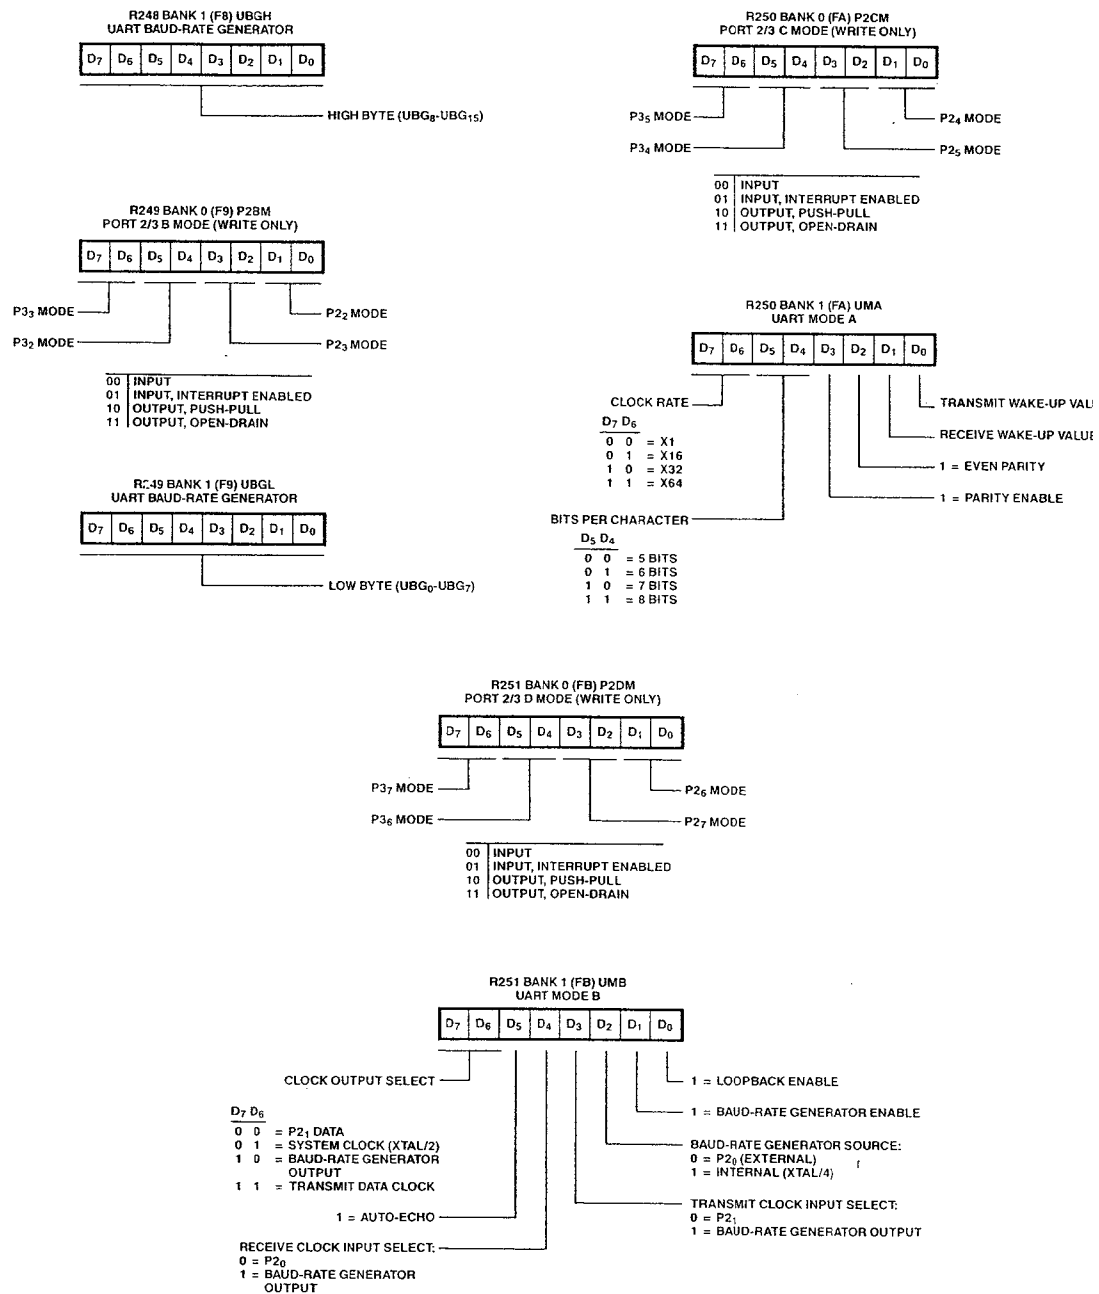 R248 BANK 1 (F8) UBGH
UART BAUD-RATE GENERATOR
D7 D6 D5 D4 D3 D2 D1 D0
HIGH BYTE (UBG8-UBG15)
R249 BANK 0 (F9) P2BM
PORT 2/3 B MODE (WRITE ONLY)
D7 D6 D5 D4 D3 D2 D1 D0
P33 MODE
P32 MODE
P22 MODE
P23 MODE
00 INPUT
01 INPUT, INTERRUPT ENABLED
10 OUTPUT, PUSH-PULL
11 OUTPUT, OPEN-DRAIN
R249 BANK 1 (F9) UBGL
UART BAUD-RATE GENERATOR
D7 D6 D5 D4 D3 D2 D1 D0
LOW BYTE (UBG0-UBG7)
R250 BANK 0 (FA) P2CM
PORT 2/3 C MODE (WRITE ONLY)
D7 D6 D5 D4 D3 D2 D1 D0
P35 MODE
P34 MODE
P24 MODE
P25 MODE
00 INPUT
01 INPUT, INTERRUPT ENABLED
10 OUTPUT, PUSH-PULL
11 OUTPUT, OPEN-DRAIN
R250 BANK 1 (FA) UMA
UART MODE A
D7 D6 D5 D4 D3 D2 D1 D0
CLOCK RATE
D7 D6
0 0 = X1
0 1 = X16
1 0 = X32
1 1 = X64
BITS PER CHARACTER
D5 D4
0 0 = 5 BITS
0 1 = 6 BITS
1 0 = 7 BITS
1 1 = 8 BITS
TRANSMIT WAKE-UP VALU
RECEIVE WAKE-UP VALUE
1 = EVEN PARITY
1 = PARITY ENABLE
R251 BANK 0 (FB) P2DM
PORT 2/3 D MODE (WRITE ONLY)
D7 D6 D5 D4 D3 D2 D1 D0
P37 MODE
P36 MODE
P26 MODE
P27 MODE
00 INPUT
01 INPUT, INTERRUPT ENABLED
10 OUTPUT, PUSH-PULL
11 OUTPUT, OPEN-DRAIN
R251 BANK 1 (FB) UMB
UART MODE B
D7 D6 D5 D4 D3 D2 D1 D0
CLOCK OUTPUT SELECT
D7 D6
0 0 = P21 DATA
0 1 = SYSTEM CLOCK (XTAL/2)
1 0 = BAUD-RATE GENERATOR
OUTPUT
1 1 = TRANSMIT DATA CLOCK
1 = AUTO-ECHO
RECEIVE CLOCK INPUT SELECT:
0 = P20
1 = BAUD-RATE GENERATOR
OUTPUT
1 = LOOPBACK ENABLE
1 = BAUD-RATE GENERATOR ENABLE
BAUD-RATE GENERATOR SOURCE:
0 = P20 (EXTERNAL)
1 = INTERNAL (XTAL/4)
TRANSMIT CLOCK INPUT SELECT:
0 = P21
1 = BAUD-RATE GENERATOR OUTPUT